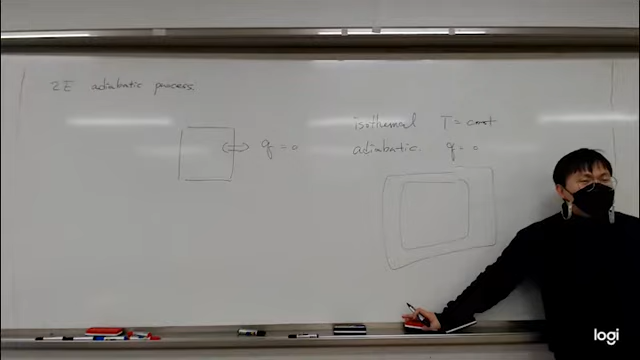 2E adiabatic process
q = 0
isothermal T = const
adiabatic. q = 0
logi